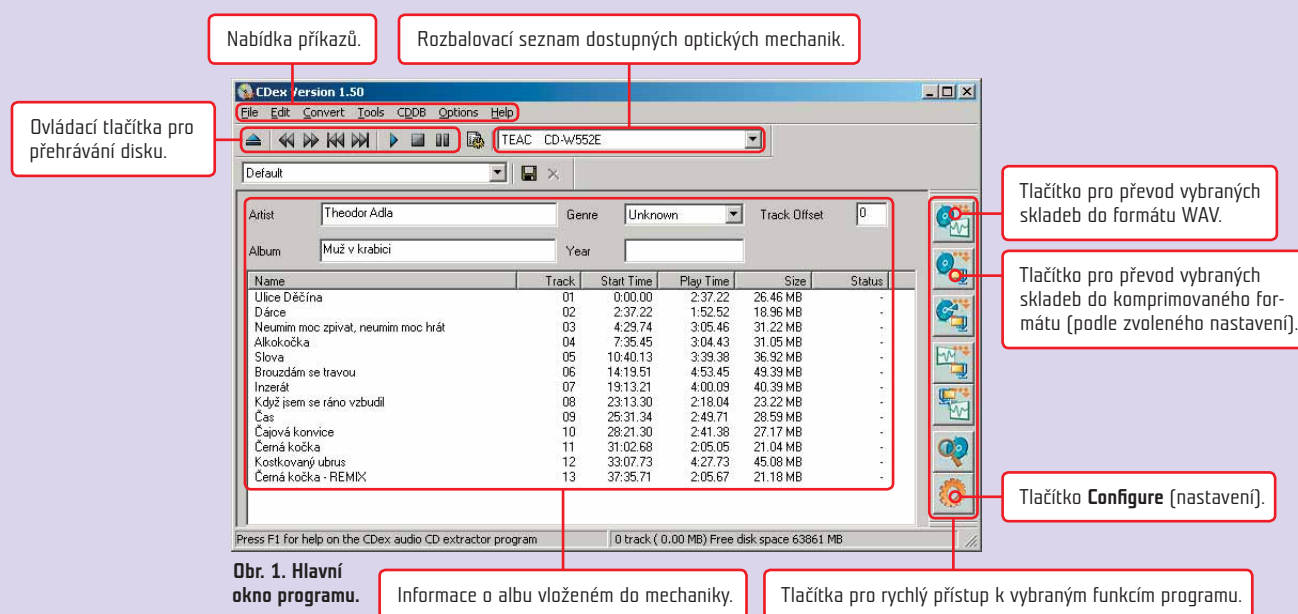 Nabídka příkazů.
Rozbalovací seznam dostupných optických mechanik.
Ovládací tlačítka pro
přehrávání disku.
CDex Version 1.50
File Edit Convert Tools CDDB Options Help
TEAC CD-W552E
Default
Artist Theodor Adla Genre Unknown Track Offset 0
Album Muž v krabici Year
Name Track Start Time Play Time Size Status
Ulice Děčína 01 0:00.00 2:37.22 26.46 MB -
Dárce 02 2:37.22 1:52.52 18.96 MB -
Neumim moc zpivat, neumim moc hrát 03 4:29.74 3:05.46 31.22 MB -
Alkokočka 04 7:35.45 3:04.43 31.05 MB -
Slova 05 10:40.13 3:39.38 36.92 MB -
Brouzdám se travou 06 14:19.51 4:53.45 49.39 MB -
Inzerát 07 19:13.21 4:00.09 40.39 MB -
Když jsem se ráno vzbudil 08 23:13.30 2:18.04 23.22 MB -
Čas 09 25:31.34 2:49.71 28.59 MB -
Čajová konvice 10 28:21.30 2:41.38 27.17 MB -
Černá kočka 11 31:02.68 2:05.05 21.04 MB -
Kostkovaný ubrus 12 33:07.73 4:27.73 45.08 MB -
Černá kočka - REMIX 13 37:35.71 2:05.67 21.18 MB -
Press F1 for help on the CDex audio CD extractor program 0 track ( 0.00 MB) Free disk space 63861 MB
Tlačítko pro převod vybraných
skladeb do formátu WAV.
Tlačítko pro převod vybraných
skladeb do komprimovaného for-
mátu (podle zvoleného nastavení).
Tlačítko Configure (nastavení).
Obr. 1. Hlavní
okno programu.
Informace o albu vloženém do mechaniky.
Tlačítka pro rychlý přístup k vybraným funkcím programu.